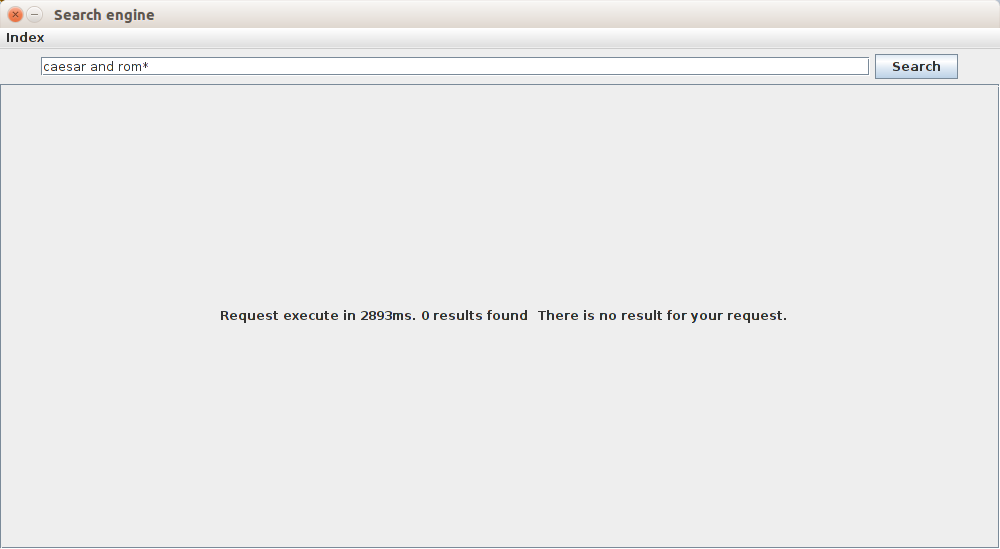 Search engine
Index
caesar and rom*
Search
Request execute in 2893ms. 0 results found There is no result for your request.